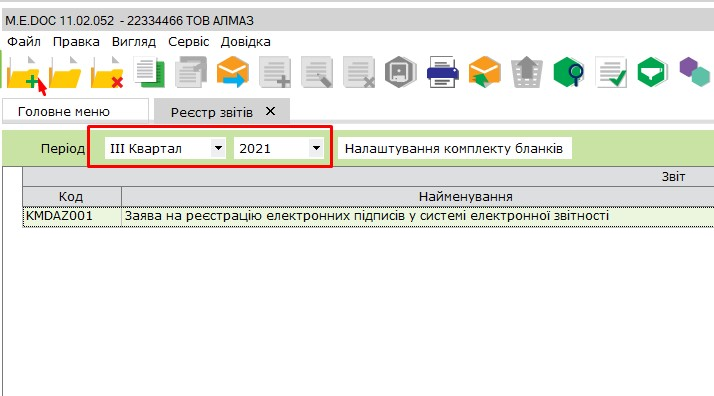 M.E.DOC 11.02.052 - 22334466 ТОВ АЛМАЗ
Файл Правка Вигляд Сервіс Довідка
Головне меню Реєстр звітів ✕
Період III Квартал 2021 Налаштування комплекту бланків
Звіт
Код Найменування
KMDAZ001 Заява на реєстрацію електронних підписів у системі електронної звітності